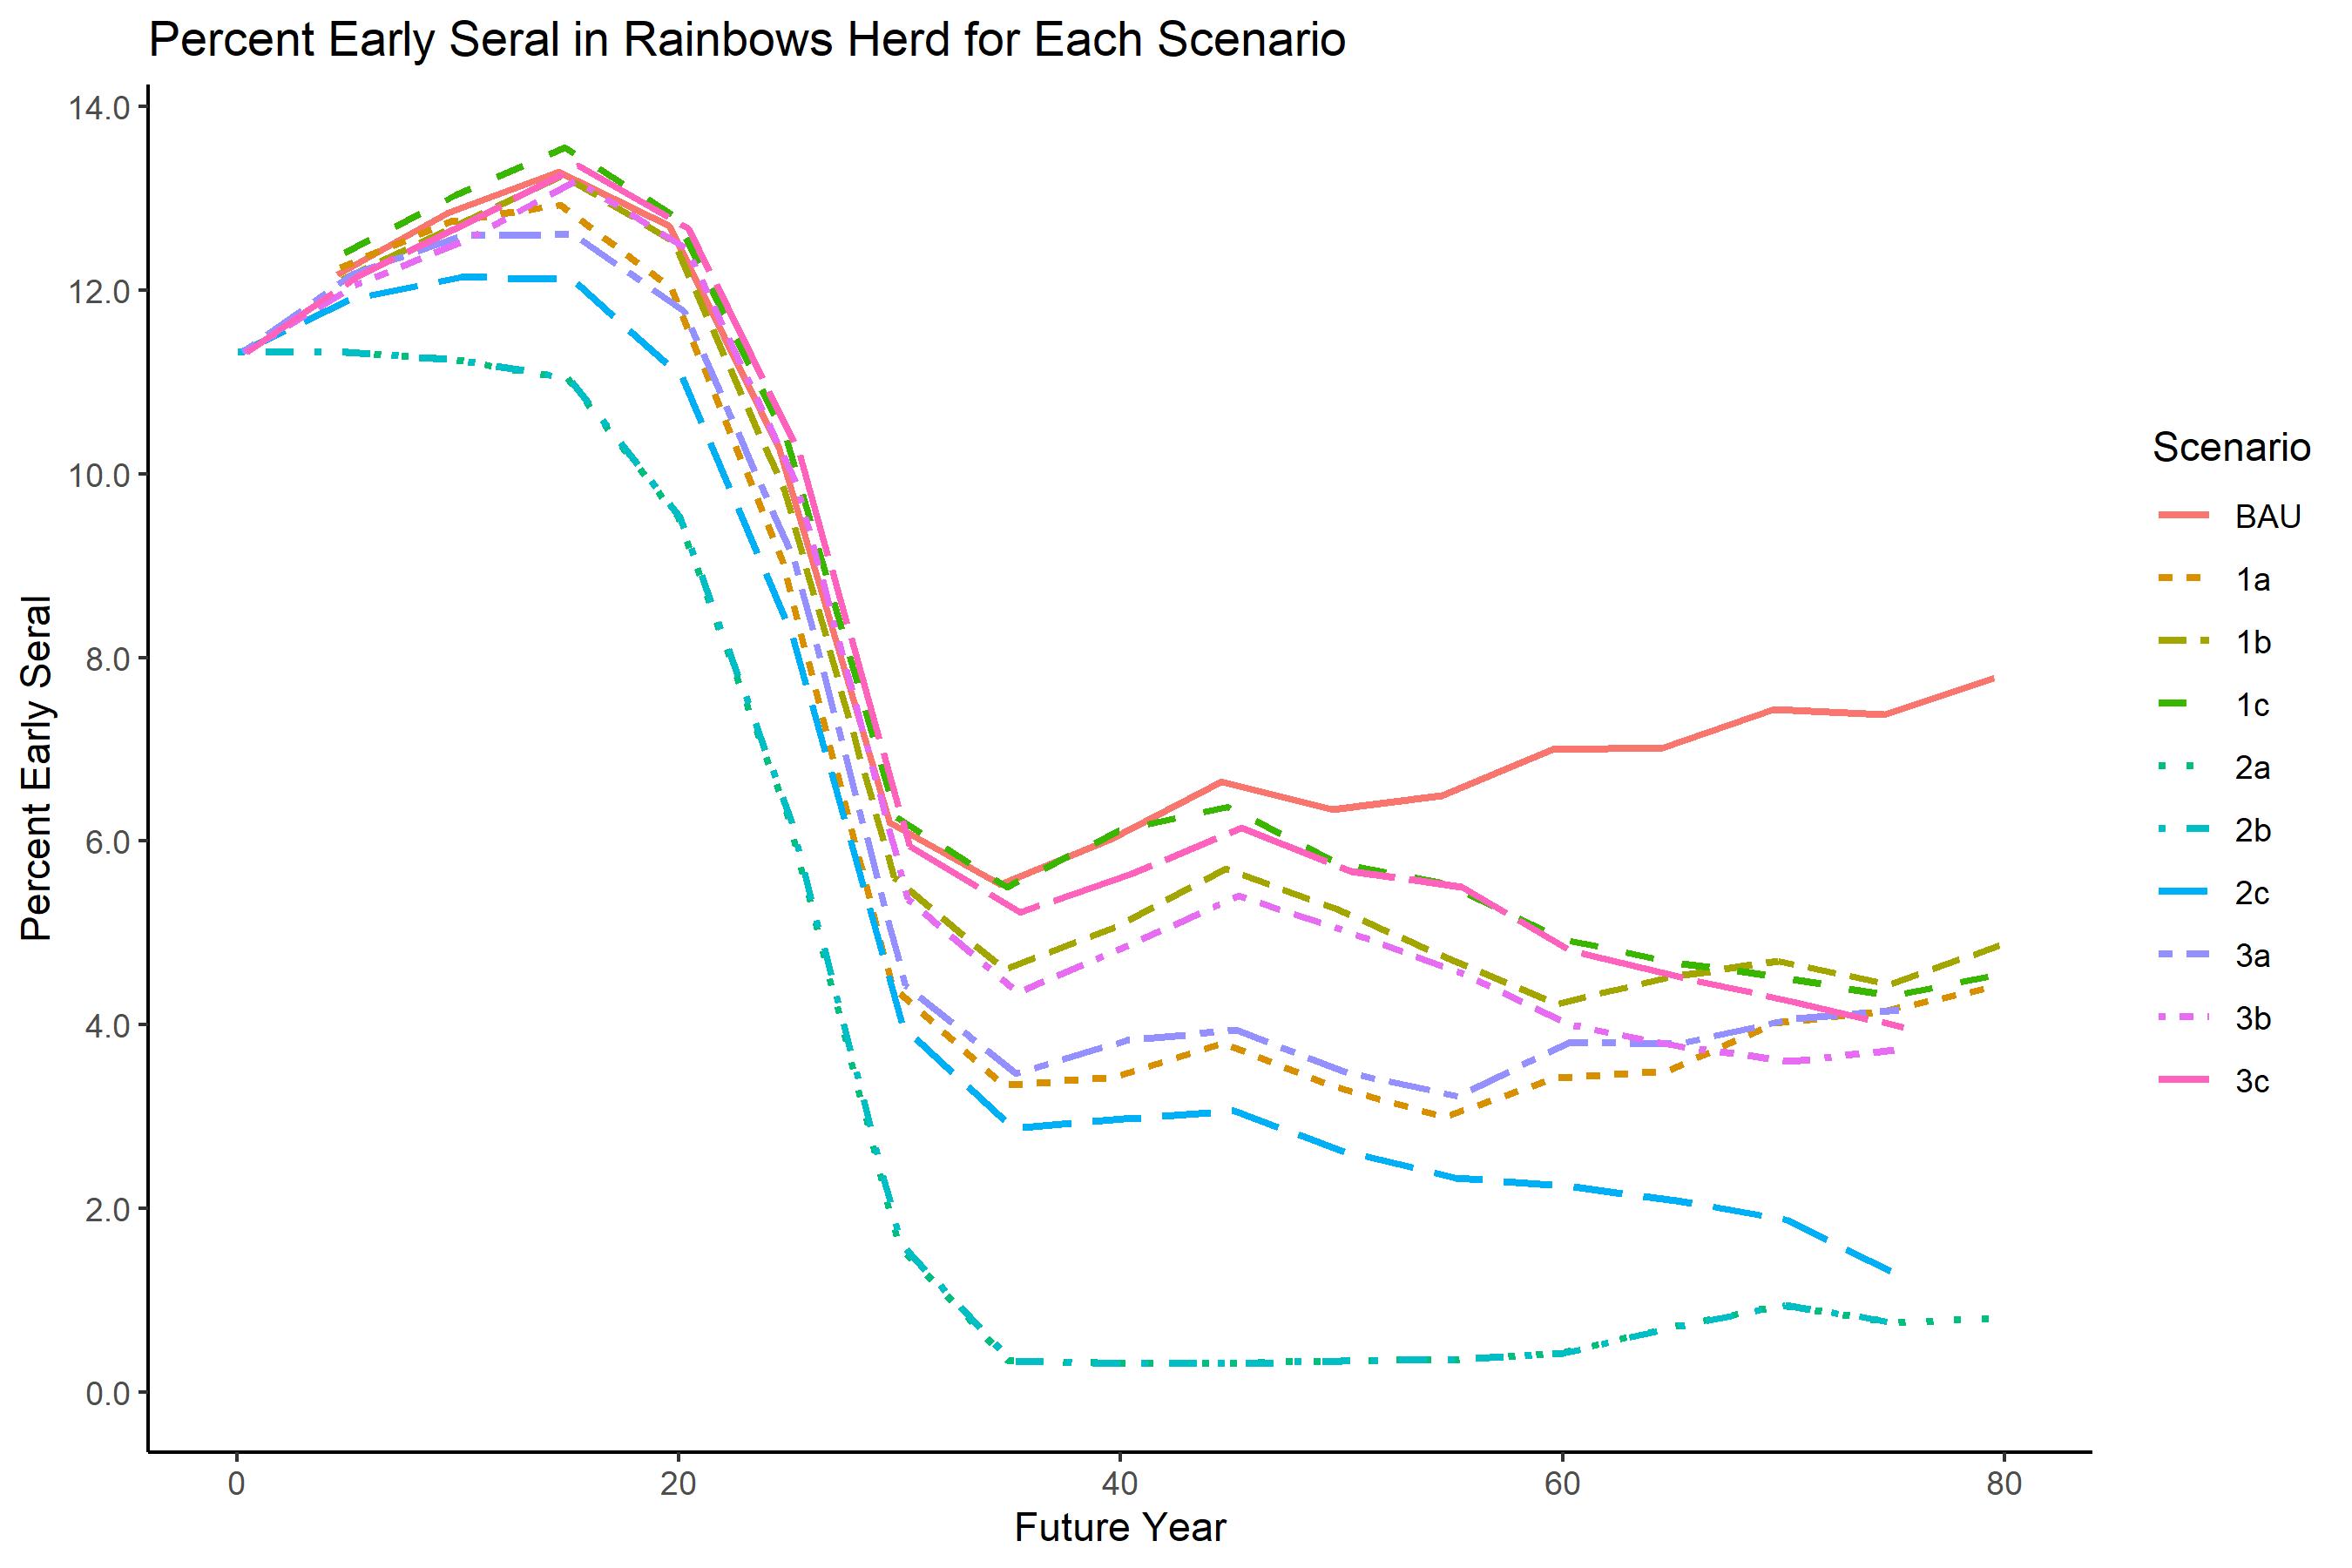 Percent Early Seral in Rainbows Herd for Each Scenario
14.0
12.0
10.0
8.0
6.0
4.0
2.0
0.0
Percent Early Seral
0 20 40 60 80
Future Year
Scenario
BAU
1a
1b
1c
2a
2b
2c
3a
3b
3c